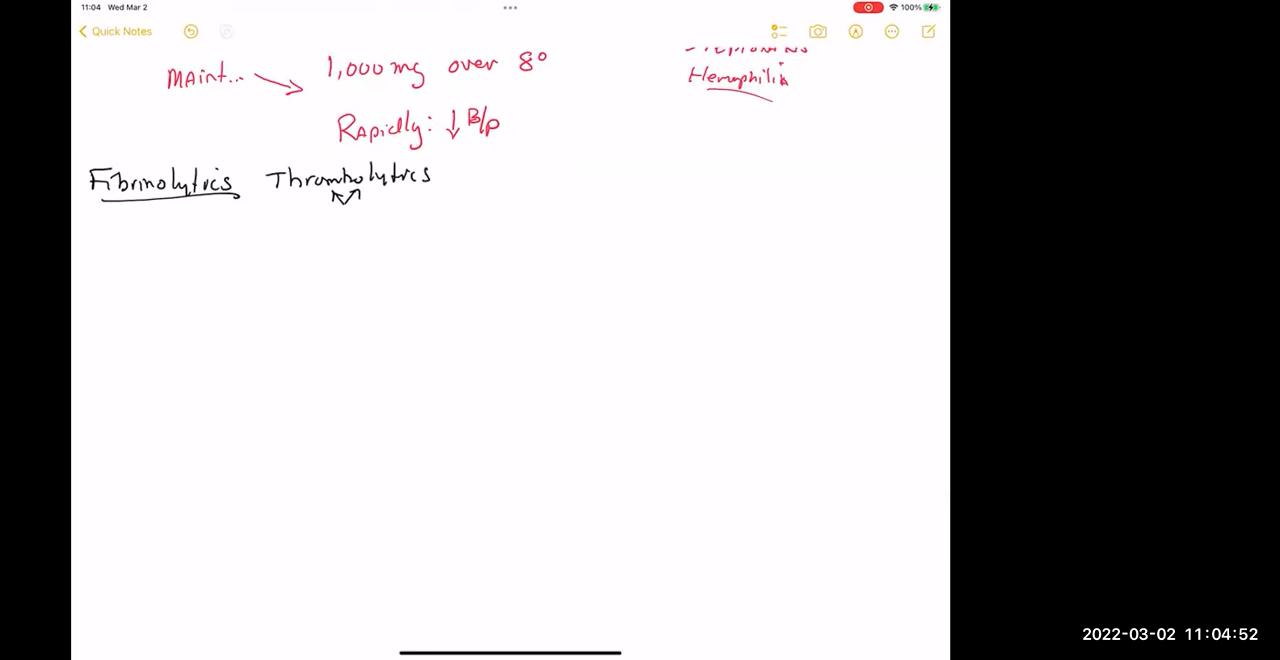 11:04 Wed Mar 2
100%
Quick Notes
MAint... 1,000 mg over 8°
Hemophilia
Rapidly: ↓ B/p
Fibrinolytics Thrombolytics
2022-03-02 11:04:52